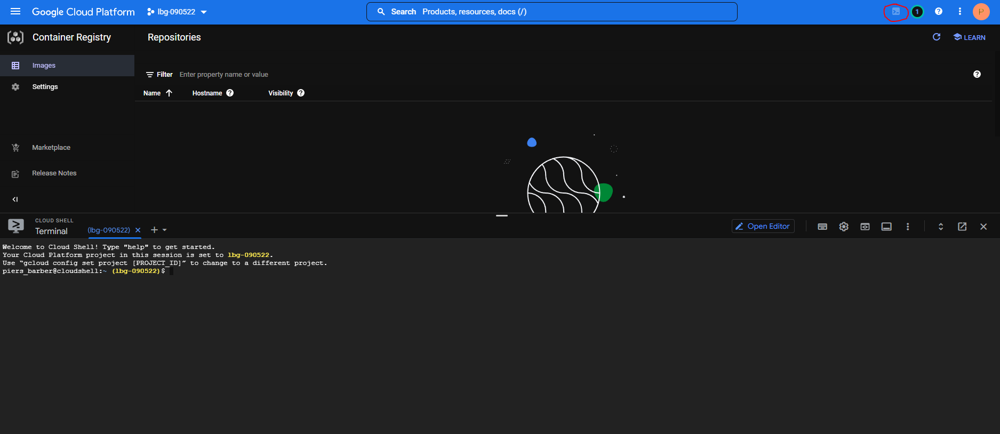 Google Cloud Platform lbg-090522 Search Products, resources, docs (/) 1 P
Container Registry
Repositories
LEARN
Images
Settings
Marketplace
Release Notes
Filter Enter property name or value
Name Hostname Visibility
CLOUD SHELL
Terminal
(lbg-090522)
Open Editor
Welcome to Cloud Shell! Type "help" to get started.
Your Cloud Platform project in this session is set to lbg-090522.
Use “gcloud config set project [PROJECT_ID]” to change to a different project.
piers_barber@cloudshell:~ (lbg-090522)$